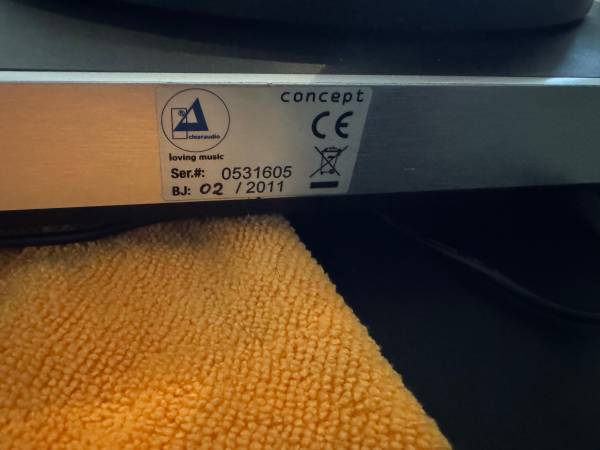 concept
clearaudio
CE
loving music
Ser.#: 0531605
BJ: 02 / 2011